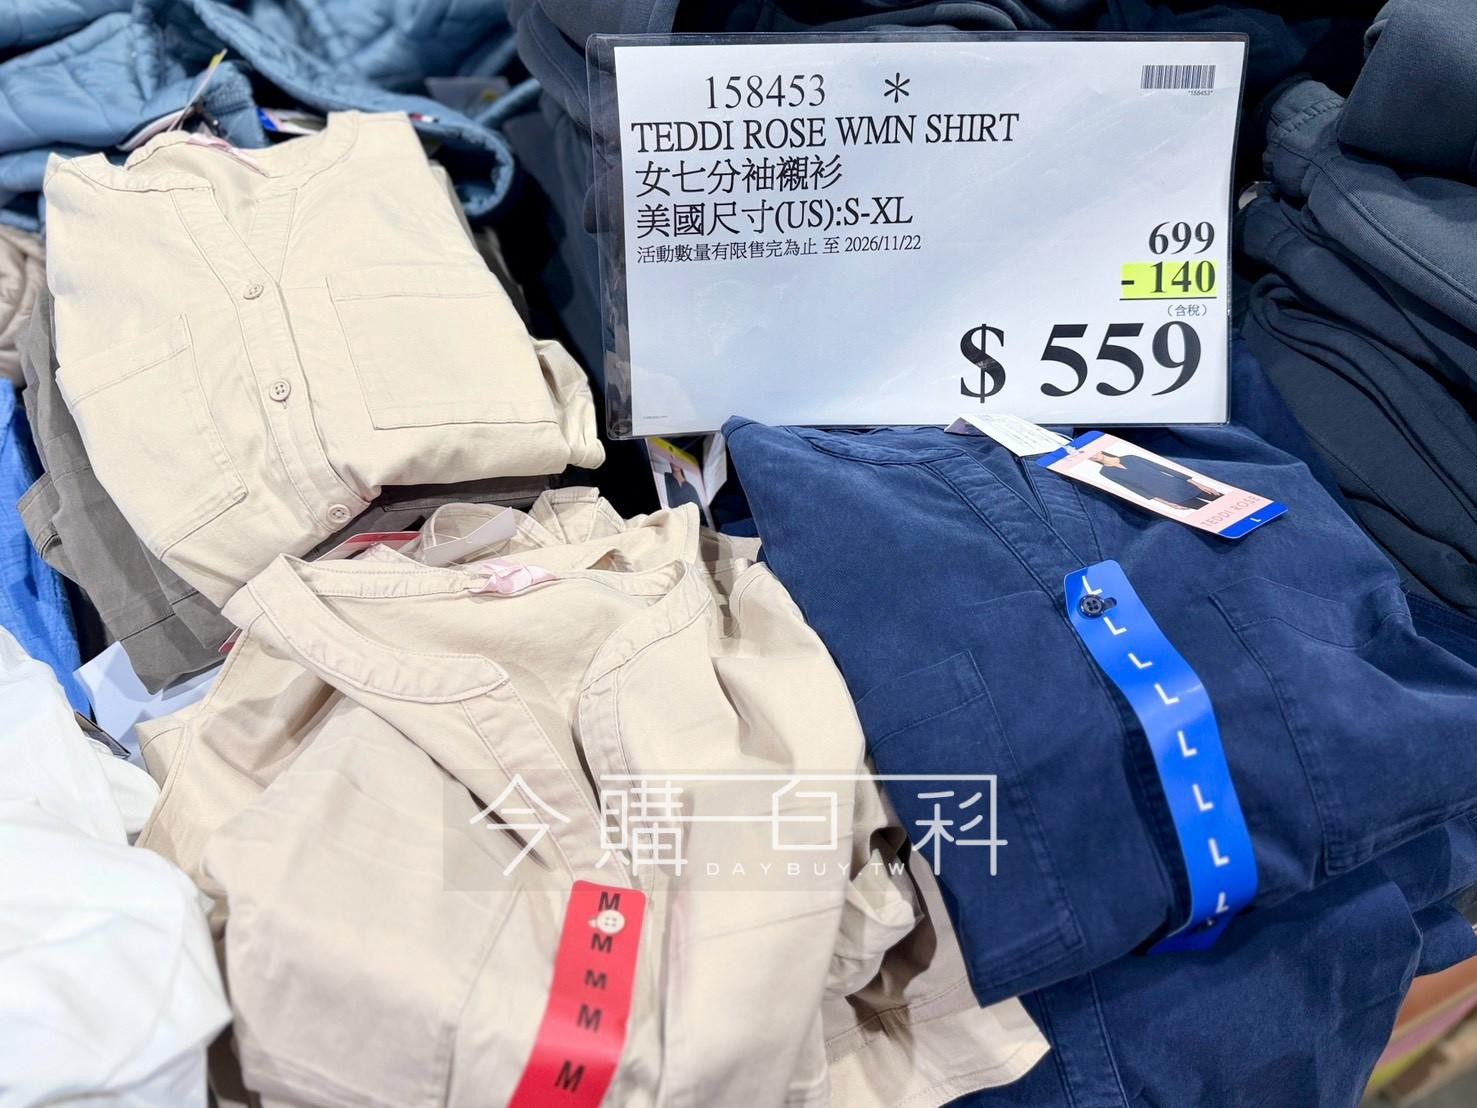 158453 *
*158453*
TEDDI ROSE WMN SHIRT
女七分袖襯衫
美國尺寸(US):S-XL
活動數量有限售完為止 至 2026/11/22
699
- 140
(含稅)
$ 559
TEDDI ROSE
L
L
L
L
L
L
L
L
L
L
今購百科
DAYBUY.TW
M
M
M
M
M